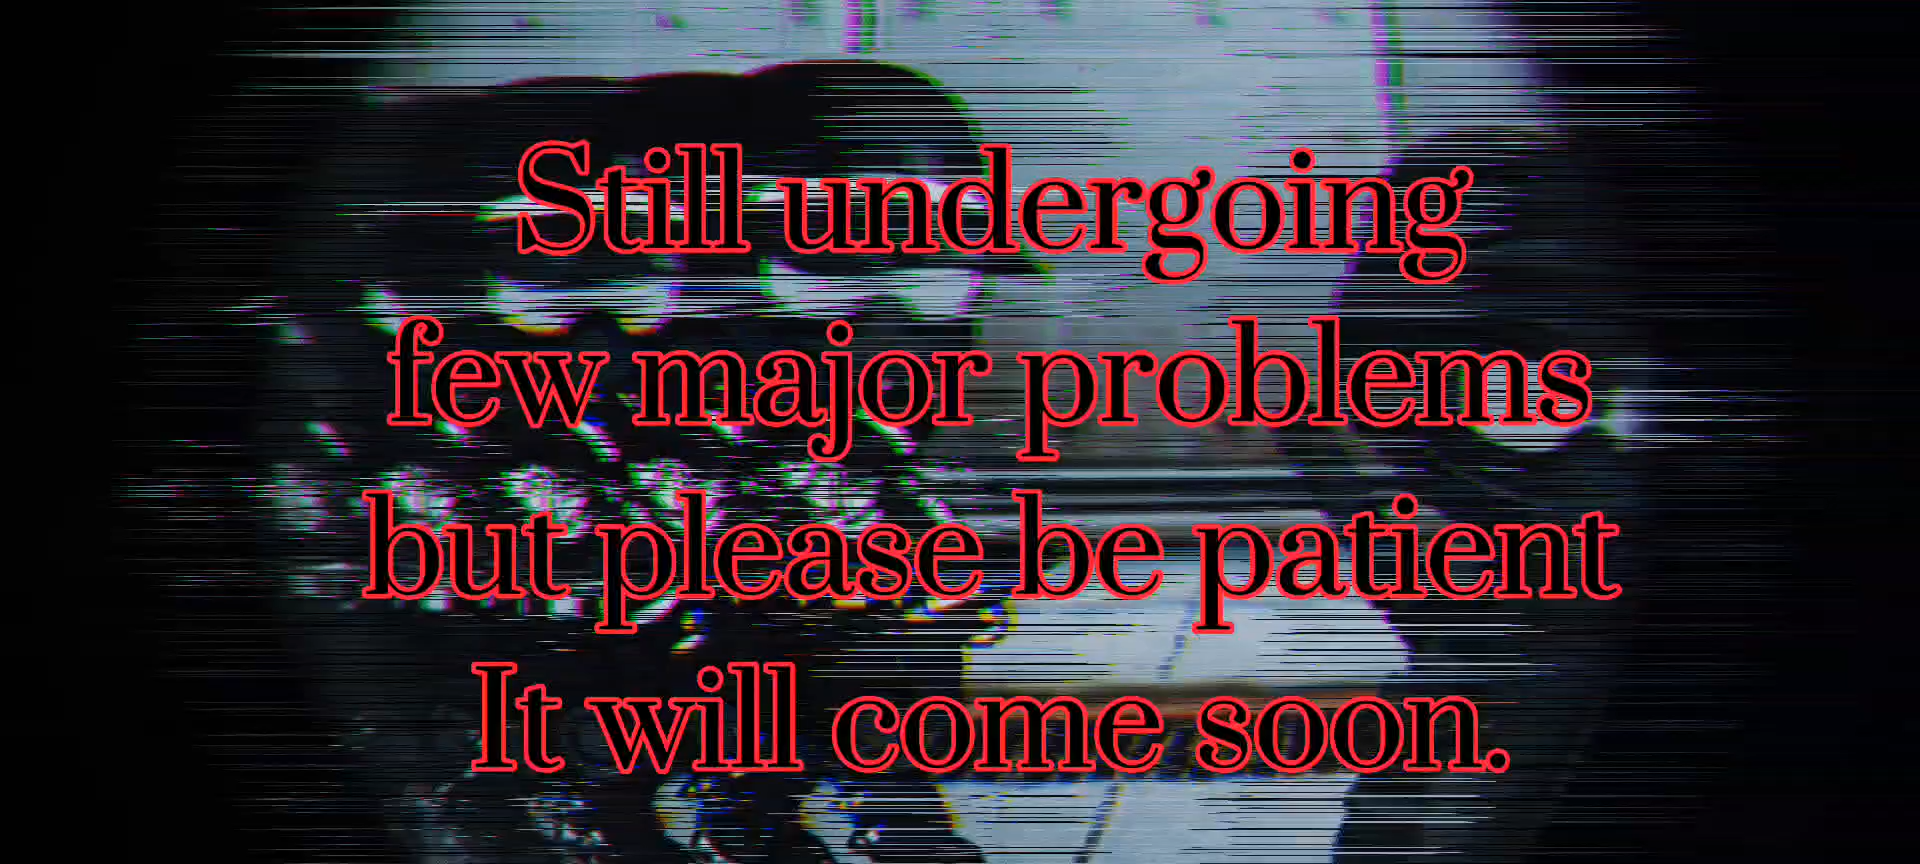 Still undergoing
few major problems
but please be patient
It will come soon.